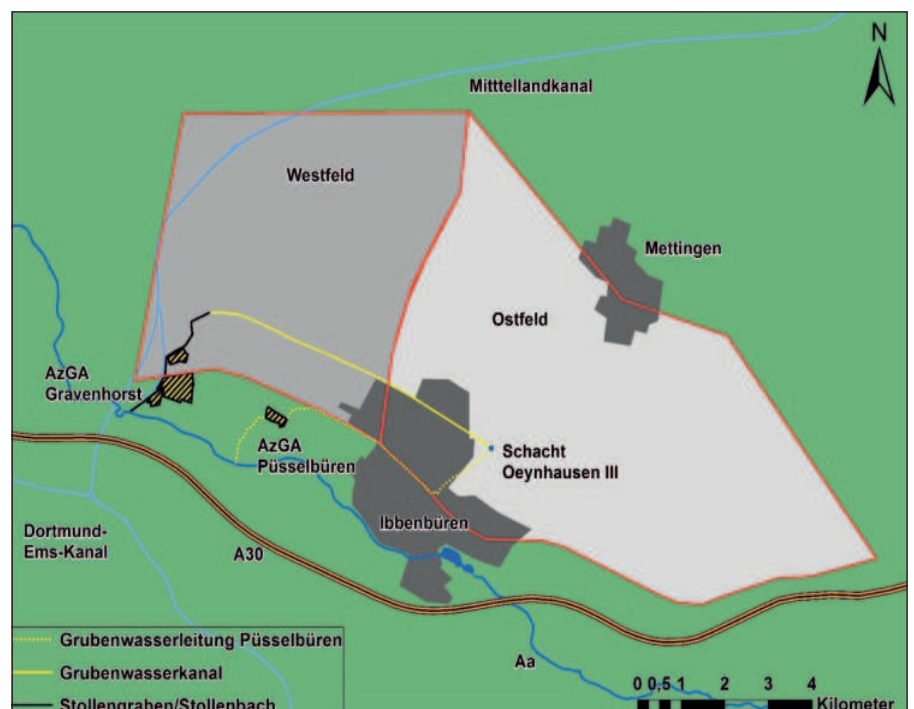 N
Mitttellandkanal
Westfeld
Mettingen
Ostfeld
AzGA
Gravenhorst
AzGA
Püsselbüren
Schacht
Oeynhausen III
Ibbenbüren
Dortmund-
Ems-Kanal
A30
Grubenwasserleitung Püsselbüren
Grubenwasserkanal
Aa
0 0,5 1 2 3 4
Kilometer
Stollengraben/Stollenbach